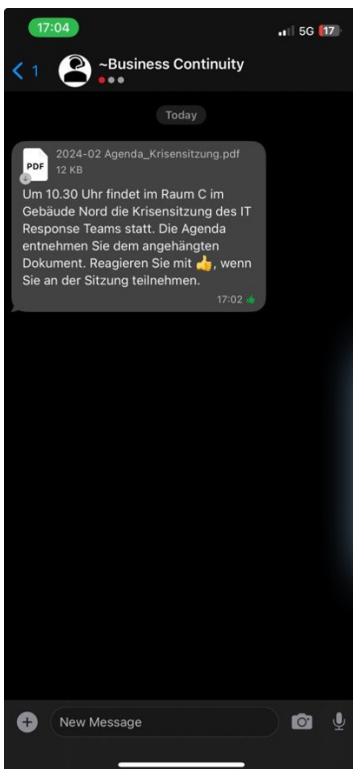 17:04
5G 17
1
~Business Continuity
Today
PDF
2024-02 Agenda_Krisensitzung.pdf
12 KB
Um 10.30 Uhr findet im Raum C im
Gebäude Nord die Krisensitzung des IT
Response Teams statt. Die Agenda
entnehmen Sie dem angehängten
Dokument. Reagieren Sie mit 👍, wenn
Sie an der Sitzung teilnehmen.
17:02
New Message